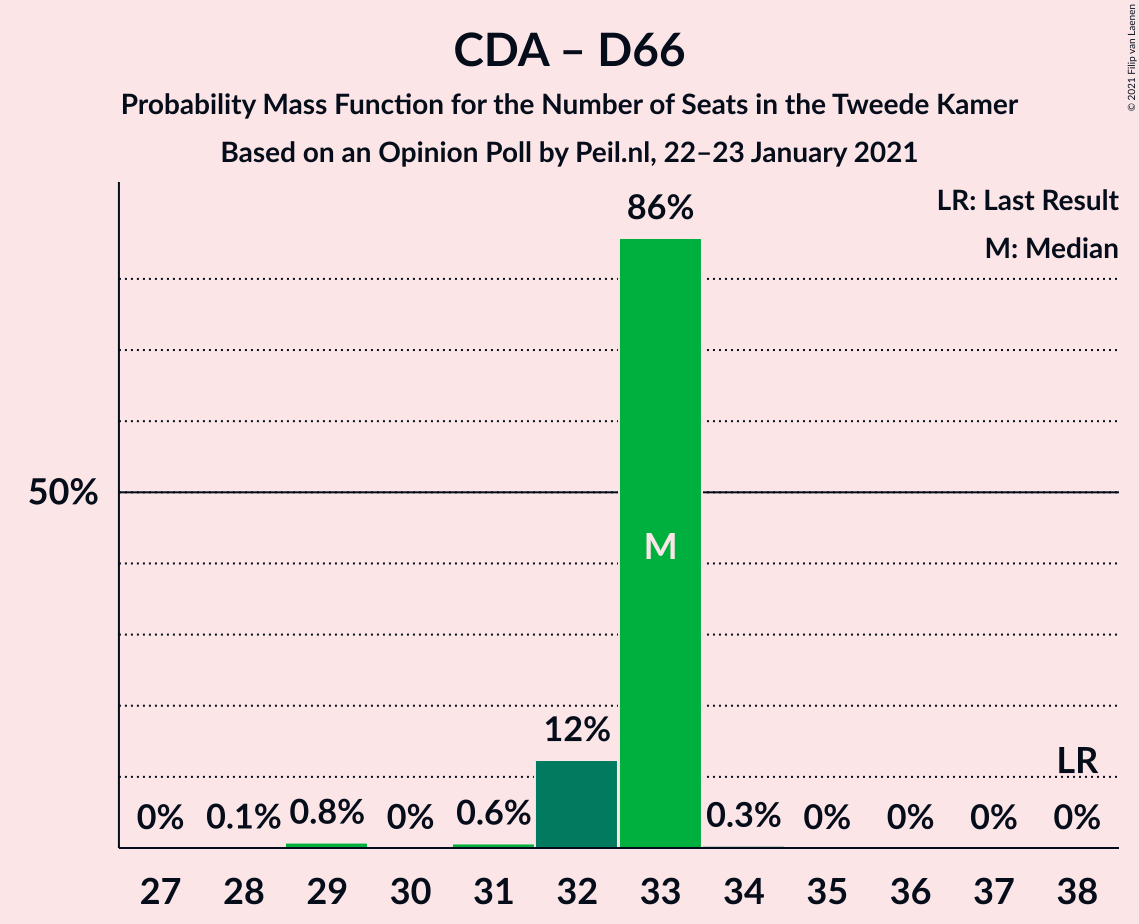 CDA – D66
Probability Mass Function for the Number of Seats in the Tweede Kamer
Based on an Opinion Poll by Peil.nl, 22–23 January 2021
© 2021 Filip van Laenen
LR: Last Result
M: Median
86%
50%
M
12%
LR
0% 0.1% 0.8% 0% 0.6% 0.3% 0% 0% 0% 0%
27 28 29 30 31 32 33 34 35 36 37 38